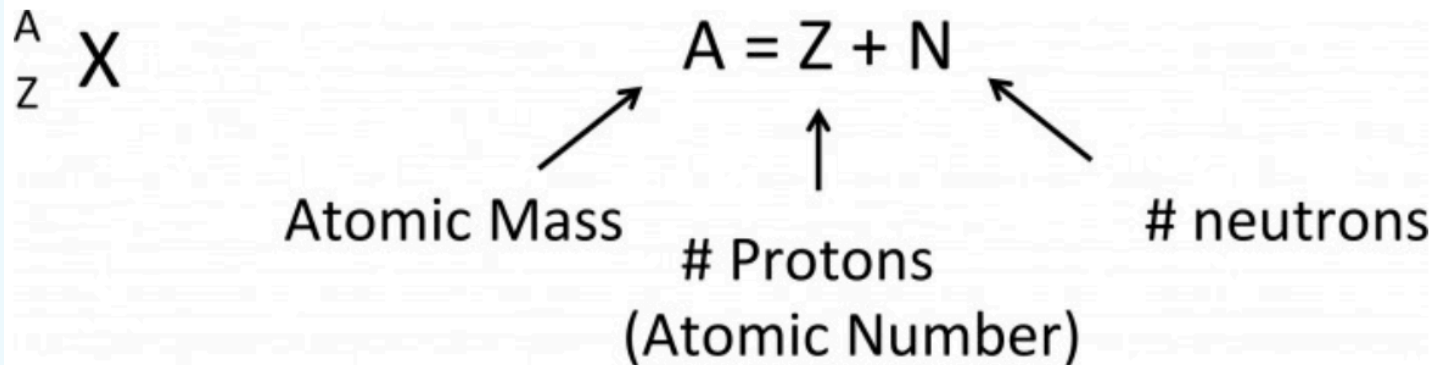 A
Z X
A = Z + N
Atomic Mass
# Protons
(Atomic Number)
# neutrons